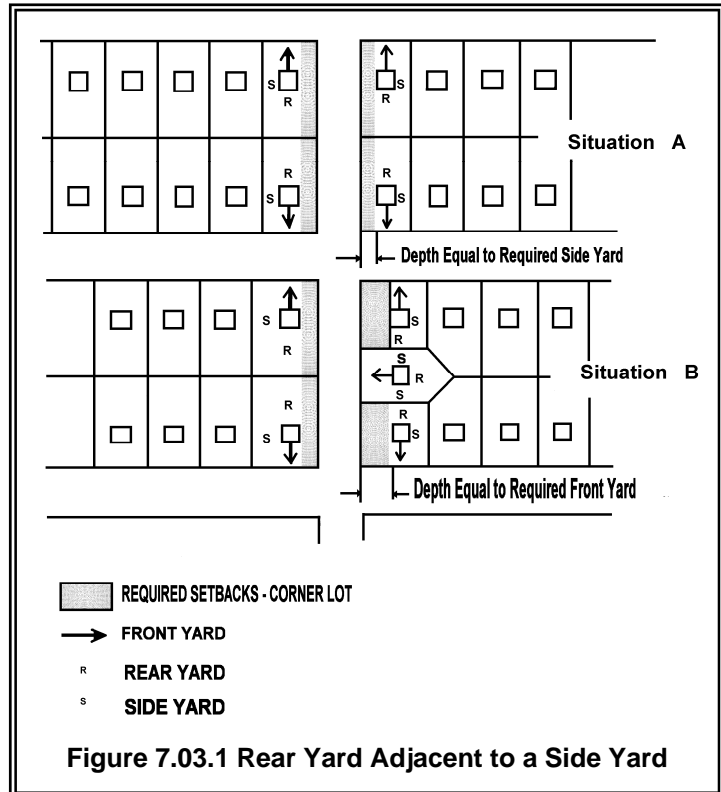 S R R S
Situation A
R R
S S
Depth Equal to Required Side Yard
S S
R R
S
R
S
Situation B
R R
S S
Depth Equal to Required Front Yard
REQUIRED SETBACKS - CORNER LOT
FRONT YARD
R REAR YARD
S SIDE YARD
Figure 7.03.1 Rear Yard Adjacent to a Side Yard